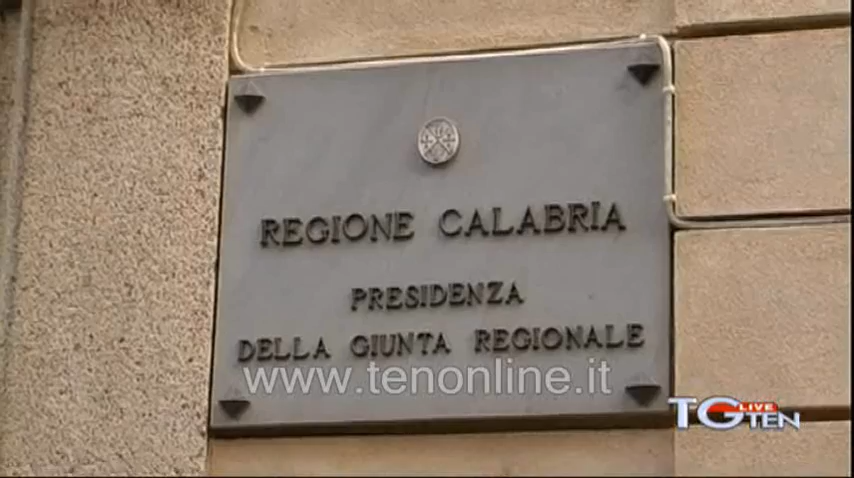 REGIONE CALABRIA
PRESIDENZA
DELLA GIUNTA REGIONALE
www.tenonline.it
TG LIVE TEN